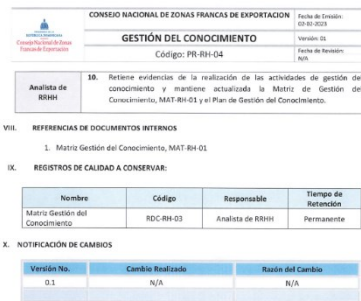 CONSEJO NACIONAL DE ZONAS FRANCAS DE EXPORTACION
Fecha de Emisión:
02-02-2023
GESTIÓN DEL CONOCIMIENTO
Versión: 01
Código: PR-RH-04
Fecha de Revisión:
N/A
REPÚBLICA DOMINICANA
Consejo Nacional de Zonas
Francas de Exportación
Analista de
RRHH
10. Retiene evidencias de la realización de las actividades de gestión del
conocimiento y mantiene actualizada la Matriz de Gestión del
Conocimiento, MAT-RH-01 y el Plan de Gestión del Conocimiento.
VIII. REFERENCIAS DE DOCUMENTOS INTERNOS
1. Matriz Gestión del Conocimiento, MAT-RH-01
IX. REGISTROS DE CALIDAD A CONSERVAR:
Nombre Código Responsable Tiempo de
Retención
Matriz Gestión del
Conocimiento RDC-RH-03 Analista de RRHH Permanente
X. NOTIFICACIÓN DE CAMBIOS
Versión No. Cambio Realizado Razón del Cambio
0.1 N/A N/A